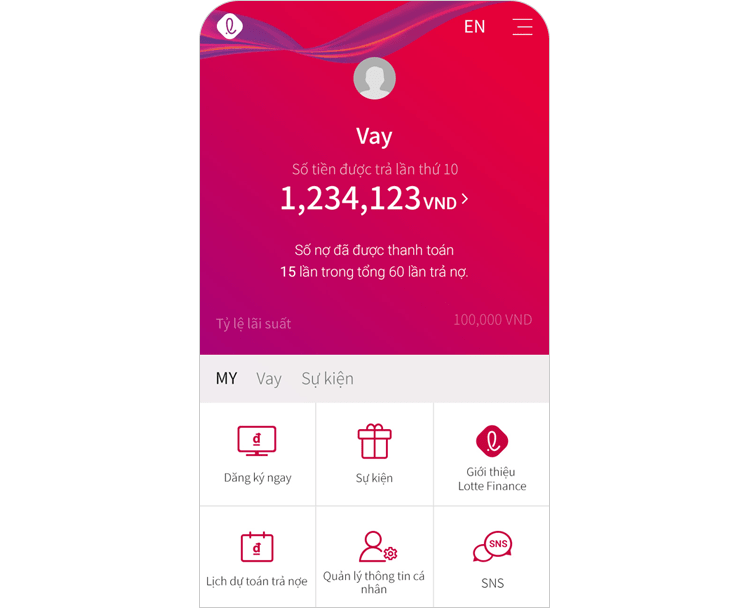 EN
Vay
Số tiền được trả lần thứ 10
1,234,123 VND
Số nợ đã được thanh toán
15 lần trong tổng 60 lần trả nợ.
Tỷ lệ lãi suất
100,000 VND
MY Vay Sự kiện
đ
Dăng ký ngay
Sự kiện
Giới thiệu
Lotte Finance
đ
SNS
Lịch dự toán trả nợe
Quản lý thông tin cá
nhân
SNS